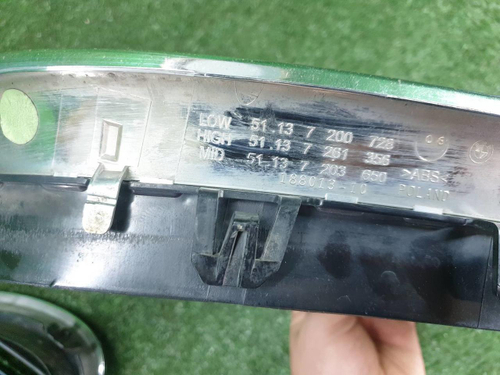 LOW 51.13 7 200 728
HIGH 51.13 7 261 356
MID 51.13 7 203 650
>ABS<
POLAND